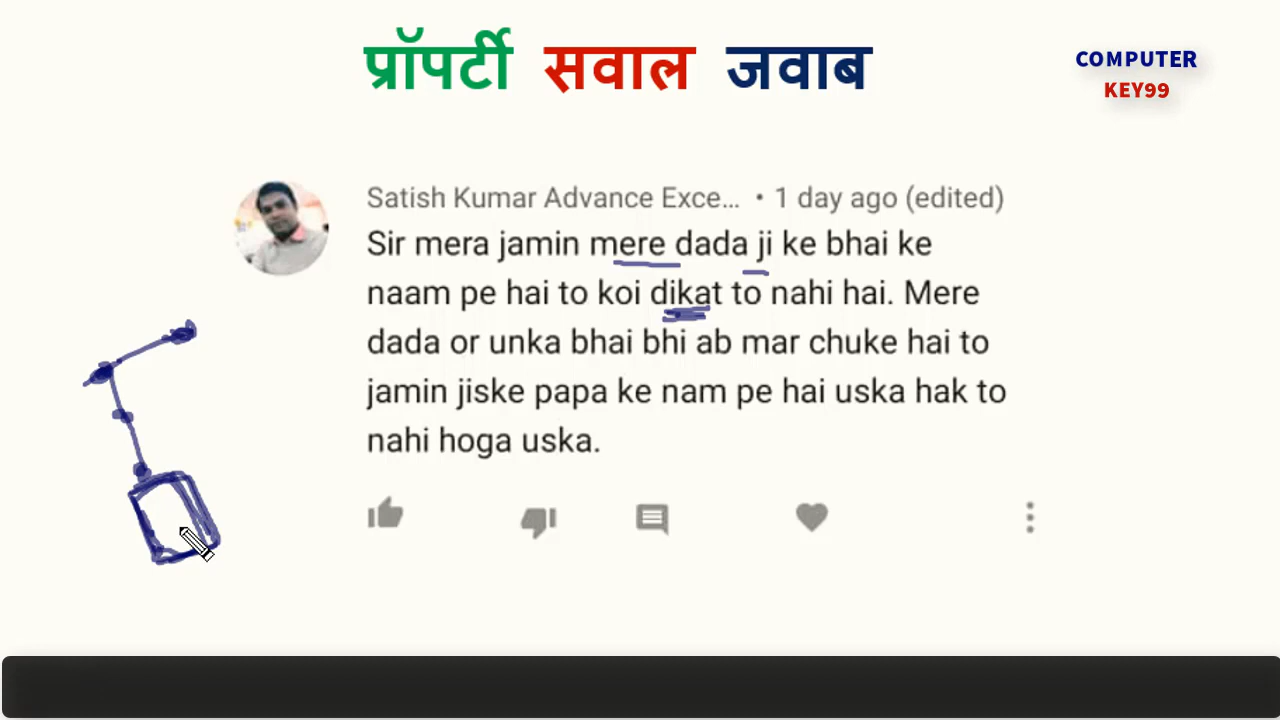 प्रॉपर्टी सवाल जवाब
COMPUTER
KEY99
Satish Kumar Advance Exce... • 1 day ago (edited)
Sir mera jamin mere dada ji ke bhai ke
naam pe hai to koi dikat to nahi hai. Mere
dada or unka bhai bhi ab mar chuke hai to
jamin jiske papa ke nam pe hai uska hak to
nahi hoga uska.